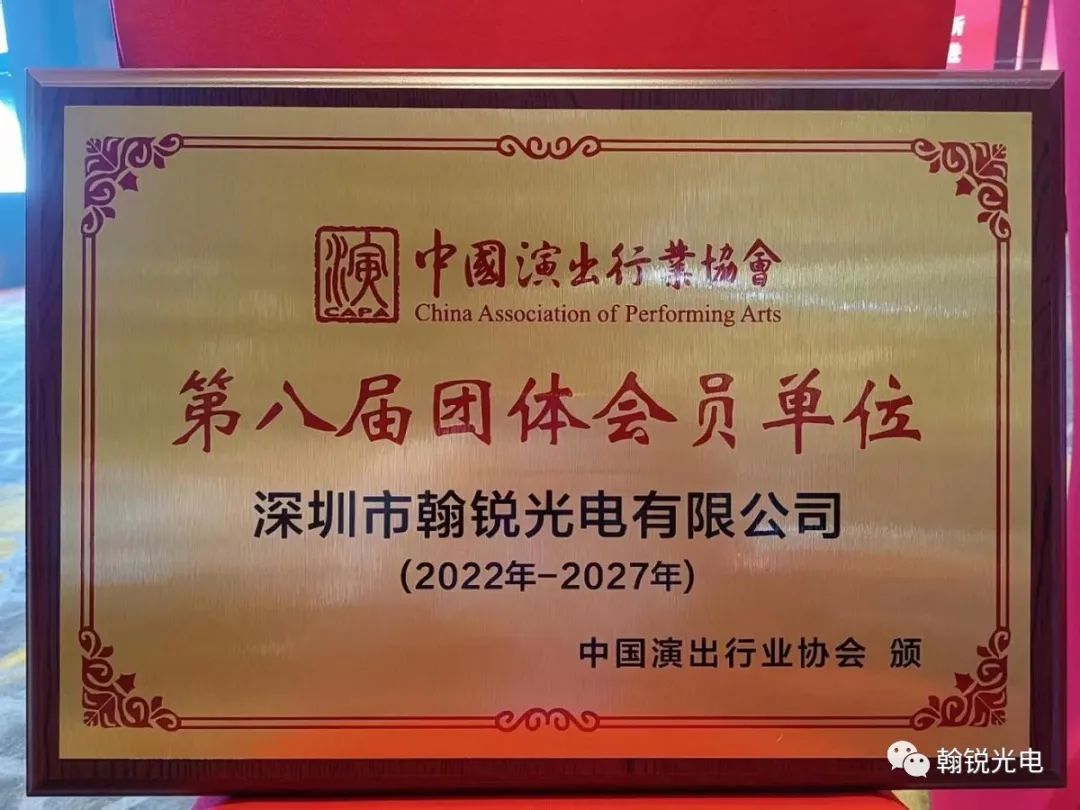 演
CAPA
中國演出行業協會
China Association of Performing Arts
第八届团体会员单位
深圳市翰锐光电有限公司
(2022年-2027年)
中国演出行业协会 颁
翰锐光电